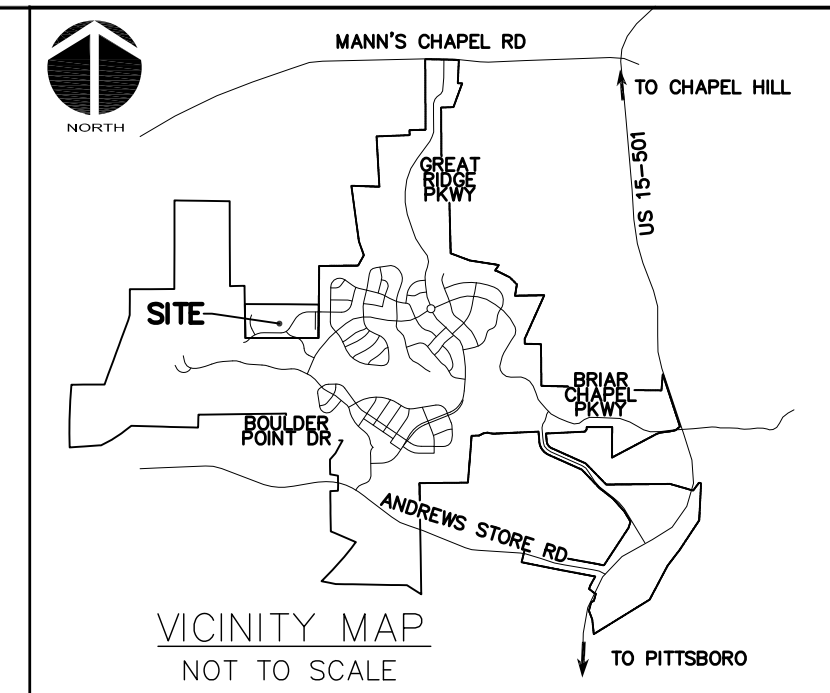 MANN'S CHAPEL RD
NORTH
TO CHAPEL HILL
GREAT
RIDGE
PKWY
US 15-501
SITE
BRIAR
CHAPEL
PKWY
BOULDER
POINT DR
ANDREWS STORE RD
VICINITY MAP
NOT TO SCALE
TO PITTSBORO